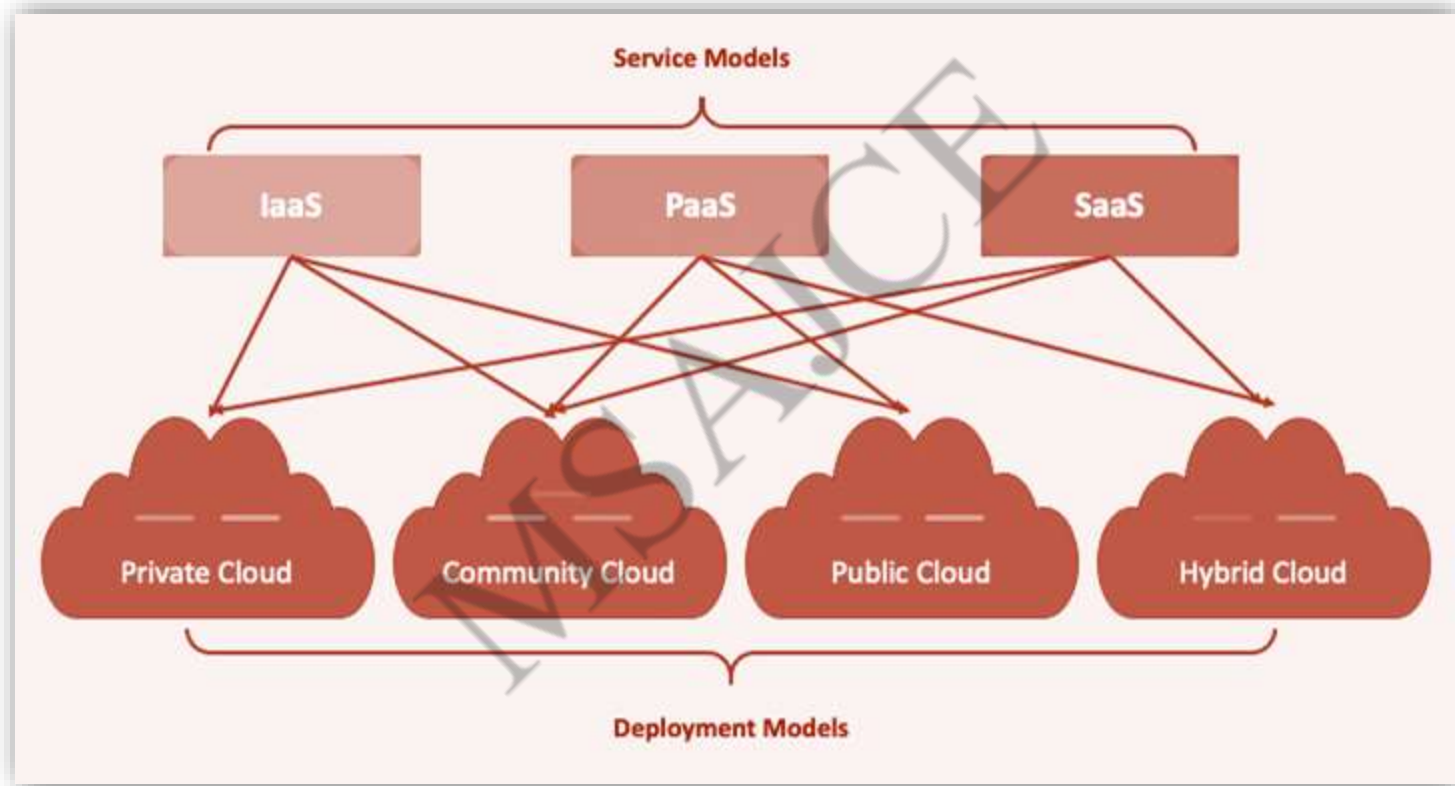 Service Models
IaaS
PaaS
SaaS
MSAJCE
Private Cloud
Community Cloud
Public Cloud
Hybrid Cloud
Deployment Models